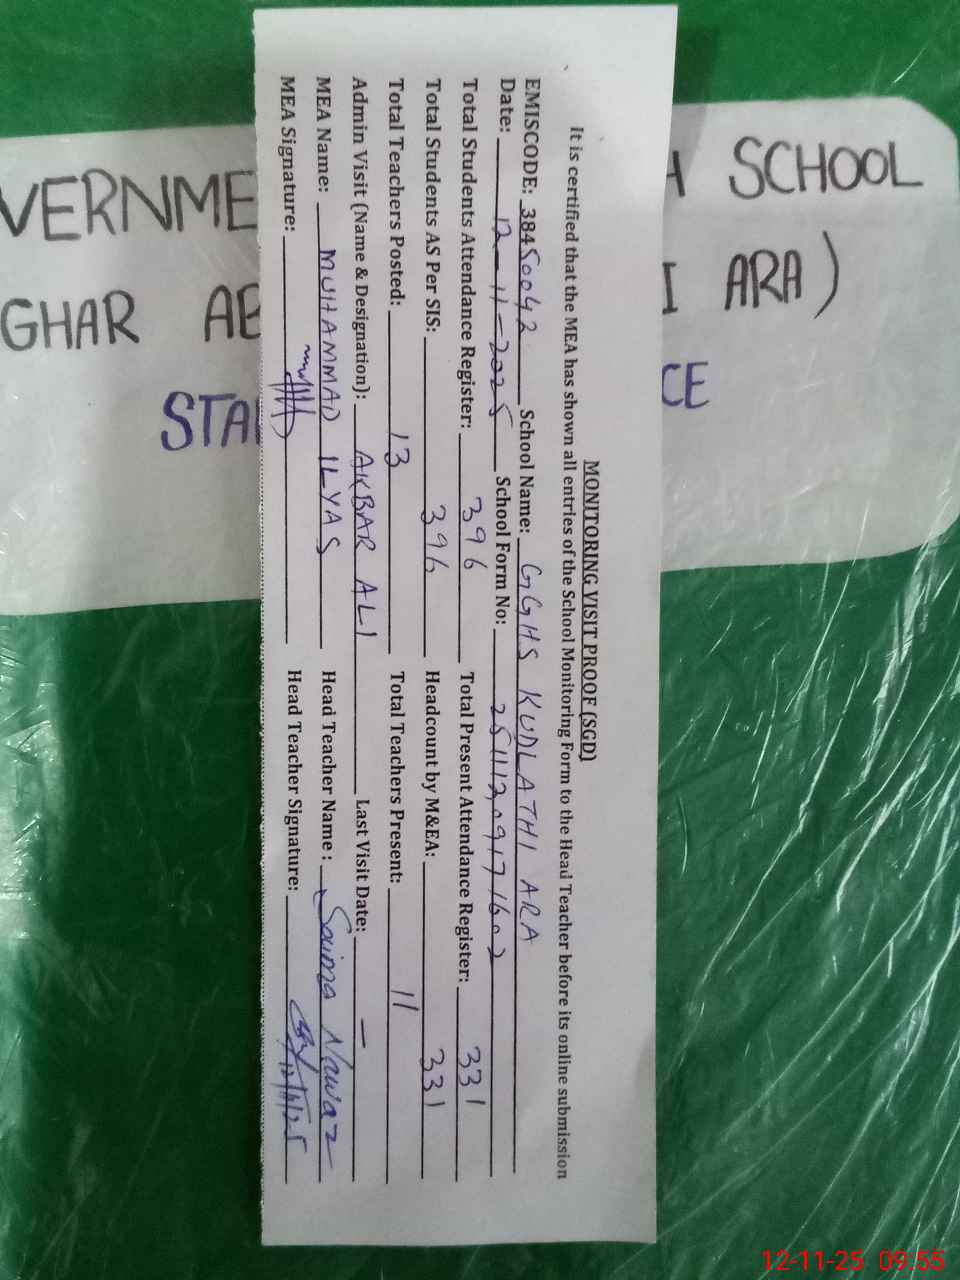 MONITORING VISIT PROOF (SGD)
It is certified that the MEA has shown all entries of the School Monitoring Form to the Head Teacher before its online submission
EMISCODE: 38450042 School Name: GGHS KUDLATHI ARA
Date: 12-11-2025 School Form No: 25111209171602
Total Students Attendance Register: 396 Total Present Attendance Register: 331
Total Students AS Per SIS: 396 Headcount by M&EA: 331
Total Teachers Posted: 13 Total Teachers Present: 11
Admin Visit (Name & Designation): AKBAR ALI Last Visit Date: —
MEA Name: MUHAMMAD ILYAS Head Teacher Name : Saima Nawaz
MEA Signature: Head Teacher Signature: 12/11/25
VERNME H SCHOOL
GHAR AB I ARA)
STA CE
12-11-25 09:55